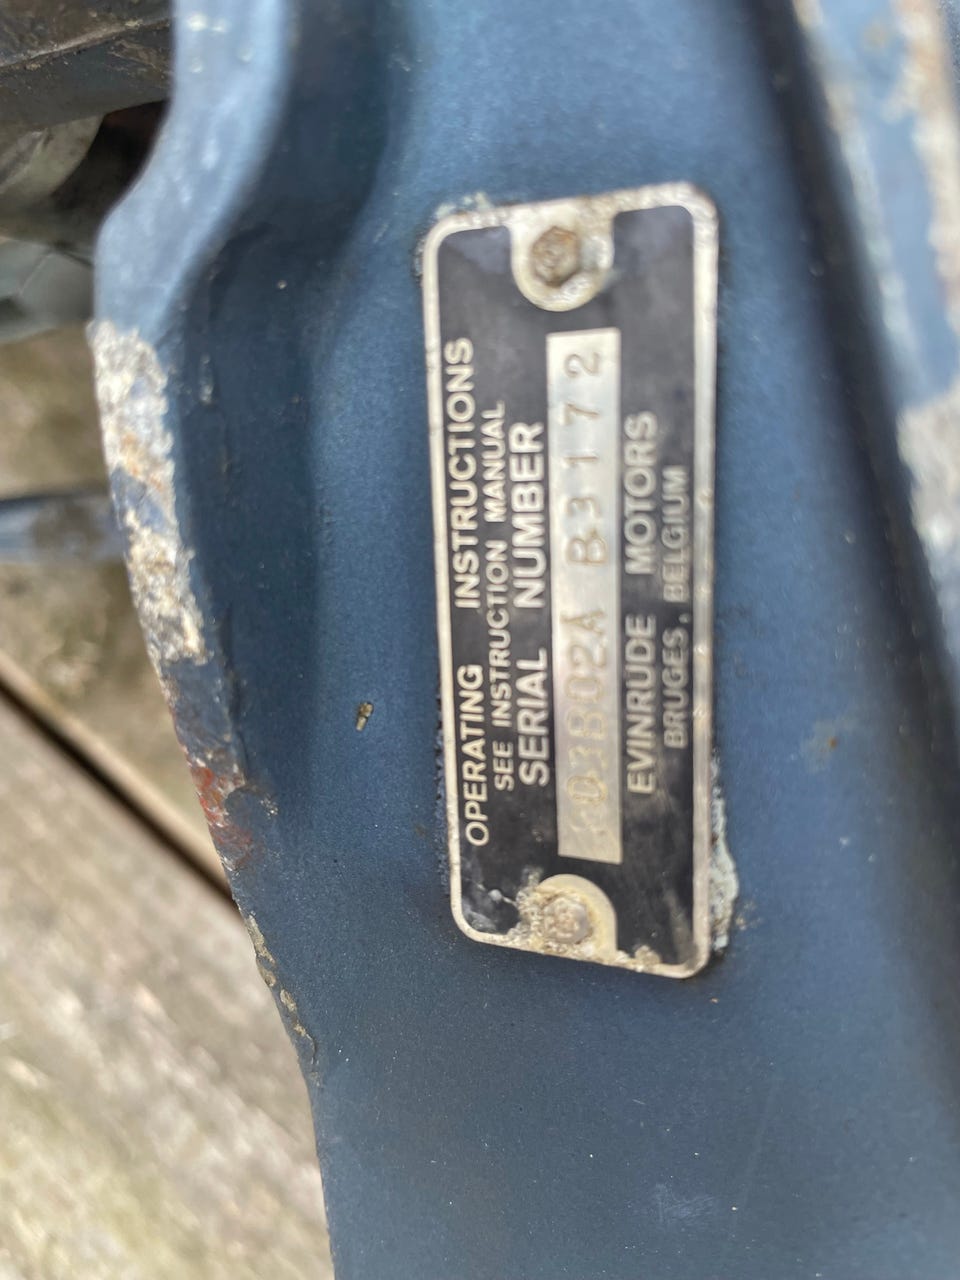 OPERATING INSTRUCTIONS
SEE INSTRUCTION MANUAL
SERIAL NUMBER
B3172
EVINRUDE MOTORS
BRUGES, BELGIUM